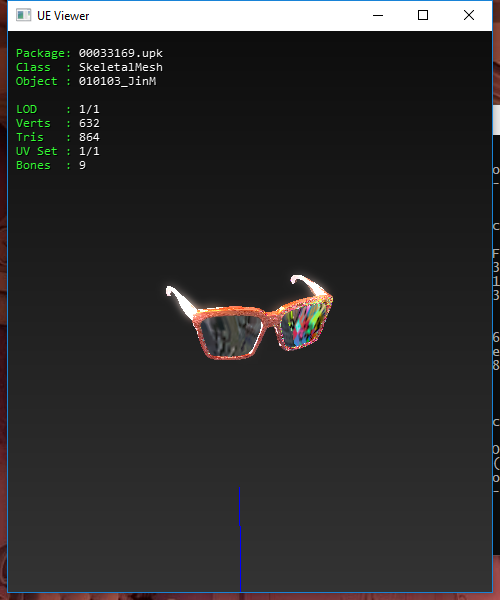 UE Viewer
Package: 00033169.upk
Class  : SkeletalMesh
Object : 010103_JinM
LOD    : 1/1
Verts  : 632
Tris   : 864
UV Set : 1/1
Bones  : 9